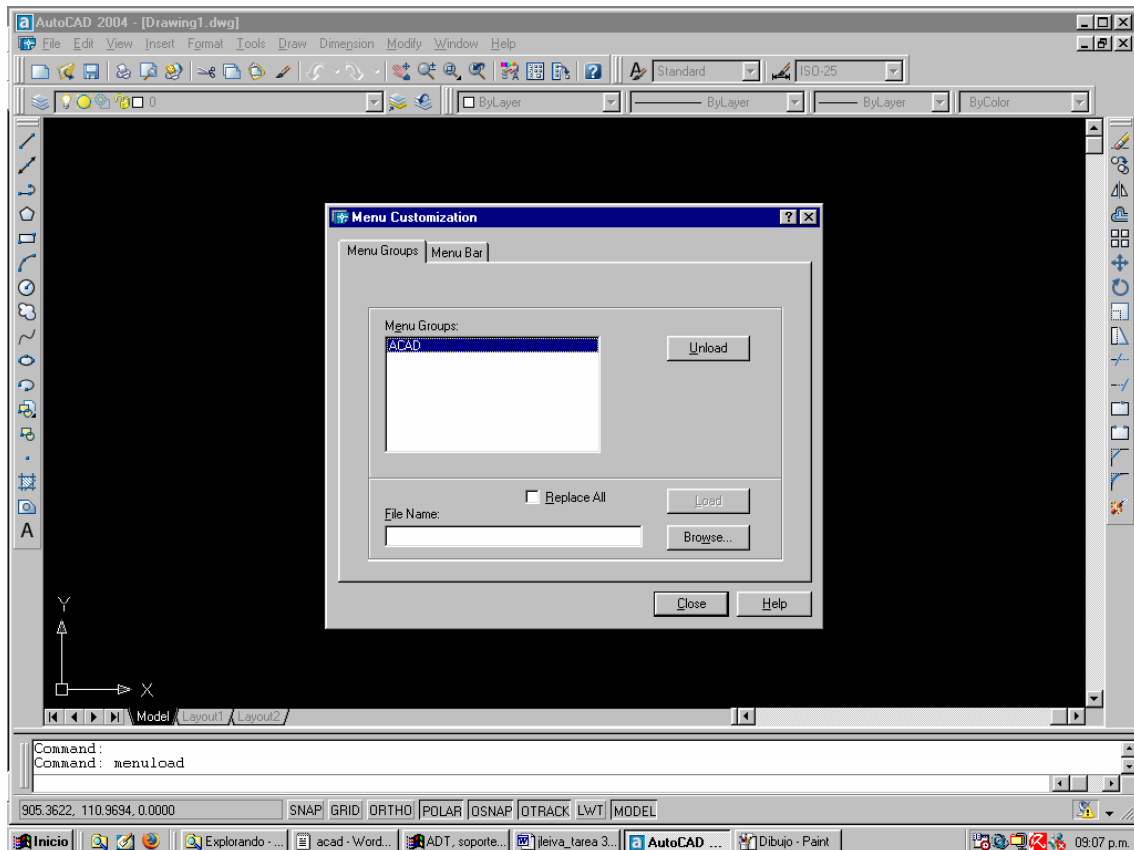 AutoCAD 2004 - [Drawing1.dwg]
File Edit View Insert Format Tools Draw Dimension Modify Window Help
Standard ISO-25
0 ByLayer ByLayer ByLayer ByColor
Menu Customization
Menu Groups Menu Bar
Menu Groups:
ACAD
Unload
Replace All
Load
File Name:
Browse...
Close Help
A
Y
X
Model Layout1 Layout2
Command:
Command: menuload
905.3622, 110.9694, 0.0000 SNAP GRID ORTHO POLAR OSNAP OTRACK LWT MODEL
Inicio Explorando - ... acad - Word... ADT, soporte... jleiva_tarea 3... AutoCAD ... Dibujo - Paint 09:07 p.m.